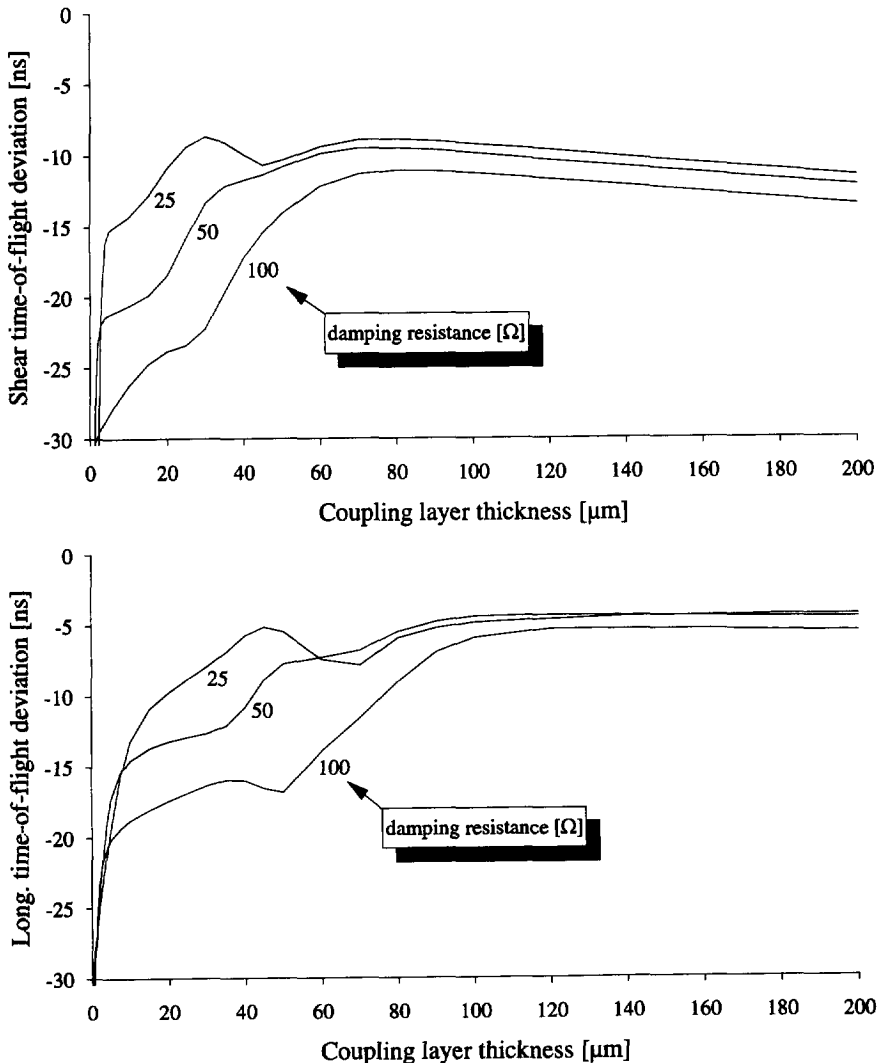 0
-5
-10
-15
-20
-25
-30
Shear time-of-flight deviation [ns]
25
50
100
damping resistance [Ω]
0 20 40 60 80 100 120 140 160 180 200
Coupling layer thickness [μm]
0
-5
-10
-15
-20
-25
-30
Long. time-of-flight deviation [ns]
25
50
100
damping resistance [Ω]
0 20 40 60 80 100 120 140 160 180 200
Coupling layer thickness [μm]